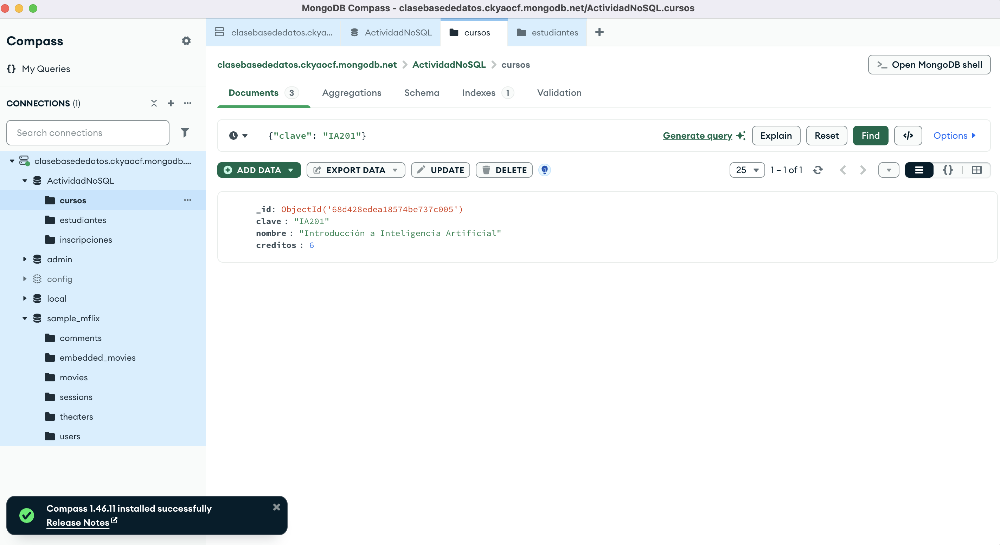 MongoDB Compass - clasebasededatos.ckyaocf.mongodb.net/ActividadNoSQL.cursos
Compass
My Queries
CONNECTIONS (1)
Search connections
clasebasededatos.ckyaocf.mongodb....
ActividadNoSQL
cursos
estudiantes
inscripciones
admin
config
local
sample_mflix
comments
embedded_movies
movies
sessions
theaters
users
Compass 1.46.11 installed successfully
Release Notes
clasebasededatos.ckya... ActividadNoSQL cursos estudiantes
clasebasededatos.ckyaocf.mongodb.net > ActividadNoSQL > cursos
>_ Open MongoDB shell
Documents 3 Aggregations Schema Indexes 1 Validation
{"clave": "IA201"}
Generate query Explain Reset Find </> Options
ADD DATA EXPORT DATA UPDATE DELETE
25 1 – 1 of 1 {}
_id: ObjectId('68d428edea18574be737c005')
clave : "IA201"
nombre : "Introducción a Inteligencia Artificial"
creditos : 6